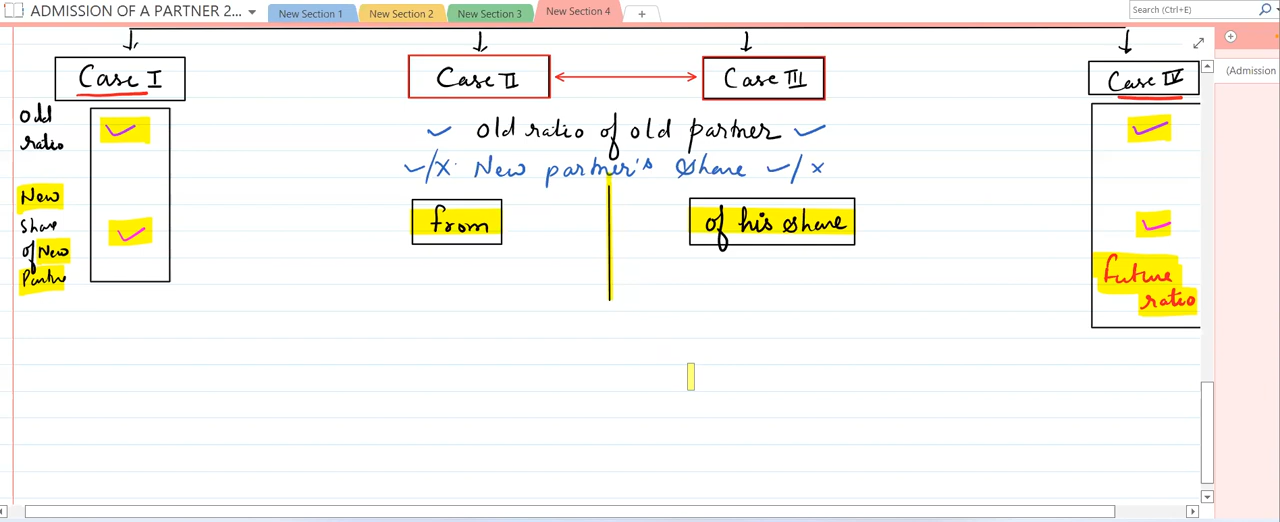 ADMISSION OF A PARTNER 2...
New Section 1
New Section 2
New Section 3
New Section 4
+
Search (Ctrl+E)
(Admission
Case I
Case II
Case III
Case IV
old
ratio
old ratio of old partner
✓/x. New partner's Share ✓/x
New
Share
of New
Partne
from
of his share
future
ratio